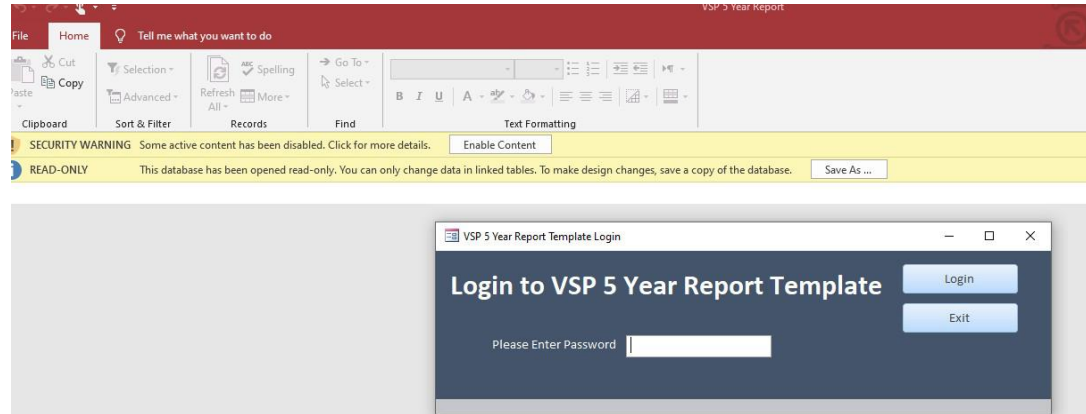 VSP 5 Year Report
File Home Tell me what you want to do
Cut
Copy
Paste
Clipboard
Selection
Advanced
Sort & Filter
Refresh All
ABC Spelling
More
Records
Go To
Select
Find
B I U A
Text Formatting
SECURITY WARNING Some active content has been disabled. Click for more details. Enable Content
READ-ONLY This database has been opened read-only. You can only change data in linked tables. To make design changes, save a copy of the database. Save As ...
VSP 5 Year Report Template Login
Login to VSP 5 Year Report Template
Login
Exit
Please Enter Password